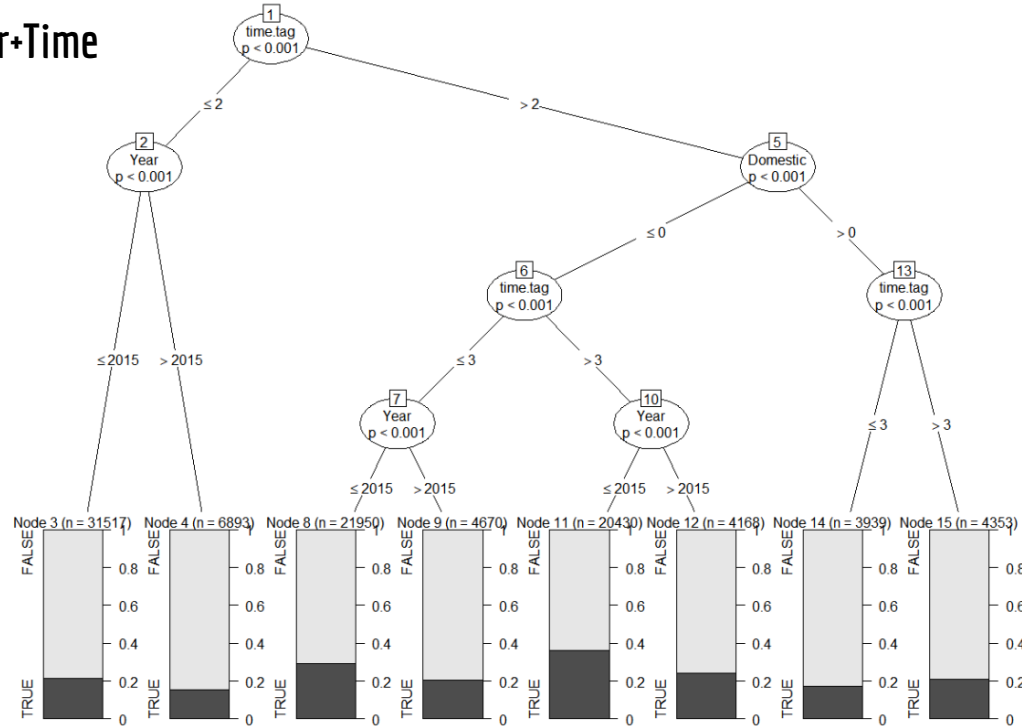 r+Time
1
time.tag
p < 0.001
≤ 2
> 2
2
Year
p < 0.001
5
Domestic
p < 0.001
≤ 0
> 0
6
time.tag
p < 0.001
13
time.tag
p < 0.001
≤ 2015
> 2015
≤ 3
> 3
7
Year
p < 0.001
10
Year
p < 0.001
≤ 3
> 3
≤ 2015
> 2015
≤ 2015
> 2015
Node 3 (n = 31517)
Node 4 (n = 6893)
Node 8 (n = 21950)
Node 9 (n = 4670)
Node 11 (n = 20430)
Node 12 (n = 4168)
Node 14 (n = 3939)
Node 15 (n = 4353)
FALSE
TRUE
1
0.8
0.6
0.4
0.2
0
FALSE
TRUE
1
0.8
0.6
0.4
0.2
0
FALSE
TRUE
1
0.8
0.6
0.4
0.2
0
FALSE
TRUE
1
0.8
0.6
0.4
0.2
0
FALSE
TRUE
1
0.8
0.6
0.4
0.2
0
FALSE
TRUE
1
0.8
0.6
0.4
0.2
0
FALSE
TRUE
1
0.8
0.6
0.4
0.2
0
FALSE
TRUE
1
0.8
0.6
0.4
0.2
0